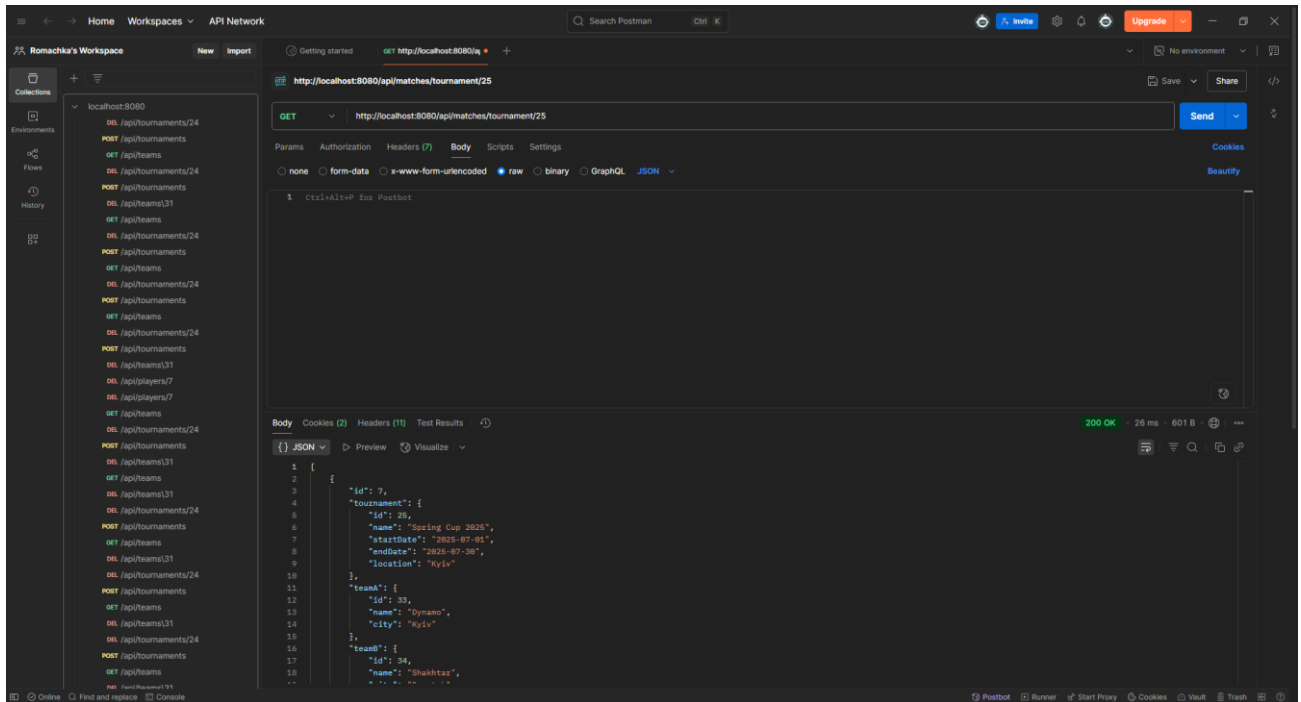 Home Workspaces API Network Search Postman Ctrl K Invite Upgrade
Romachka's Workspace New Import Getting started GET http://localhost:8080/a No environment
Collections
Environments
Flows
History
localhost:8080
DEL /api/tournaments/24
POST /api/tournaments
GET /api/teams
DEL /api/tournaments/24
POST /api/tournaments
DEL /api/teams\31
GET /api/teams
DEL /api/tournaments/24
POST /api/tournaments
GET /api/teams
DEL /api/tournaments/24
POST /api/tournaments
GET /api/teams
DEL /api/tournaments/24
POST /api/tournaments
DEL /api/teams\31
DEL /api/players/7
DEL /api/players/7
GET /api/teams
DEL /api/tournaments/24
POST /api/tournaments
DEL /api/teams\31
GET /api/teams
DEL /api/teams\31
DEL /api/tournaments/24
POST /api/tournaments
GET /api/teams
DEL /api/teams\31
DEL /api/tournaments/24
POST /api/tournaments
GET /api/teams
DEL /api/teams\31
DEL /api/tournaments/24
POST /api/tournaments
GET /api/teams
DEL /api/teams\31
HTTP http://localhost:8080/api/matches/tournament/25 Save Share
GET http://localhost:8080/api/matches/tournament/25 Send
Params Authorization Headers (7) Body Scripts Settings Cookies
none form-data x-www-form-urlencoded raw binary GraphQL JSON Beautify
1 Ctrl+Alt+P for Postbot
Body Cookies (2) Headers (11) Test Results 200 OK 26 ms 601 B
{} JSON Preview Visualize
1 [
2 {
3 "id": 7,
4 "tournament": {
5 "id": 25,
6 "name": "Spring Cup 2025",
7 "startDate": "2025-07-01",
8 "endDate": "2025-07-30",
9 "location": "Kyiv"
10 },
11 "teamA": {
12 "id": 33,
13 "name": "Dynamo",
14 "city": "Kyiv"
15 },
16 "teamB": {
17 "id": 34,
18 "name": "Shakhtar",
Online Find and replace Console Postbot Runner Start Proxy Cookies Vault Trash